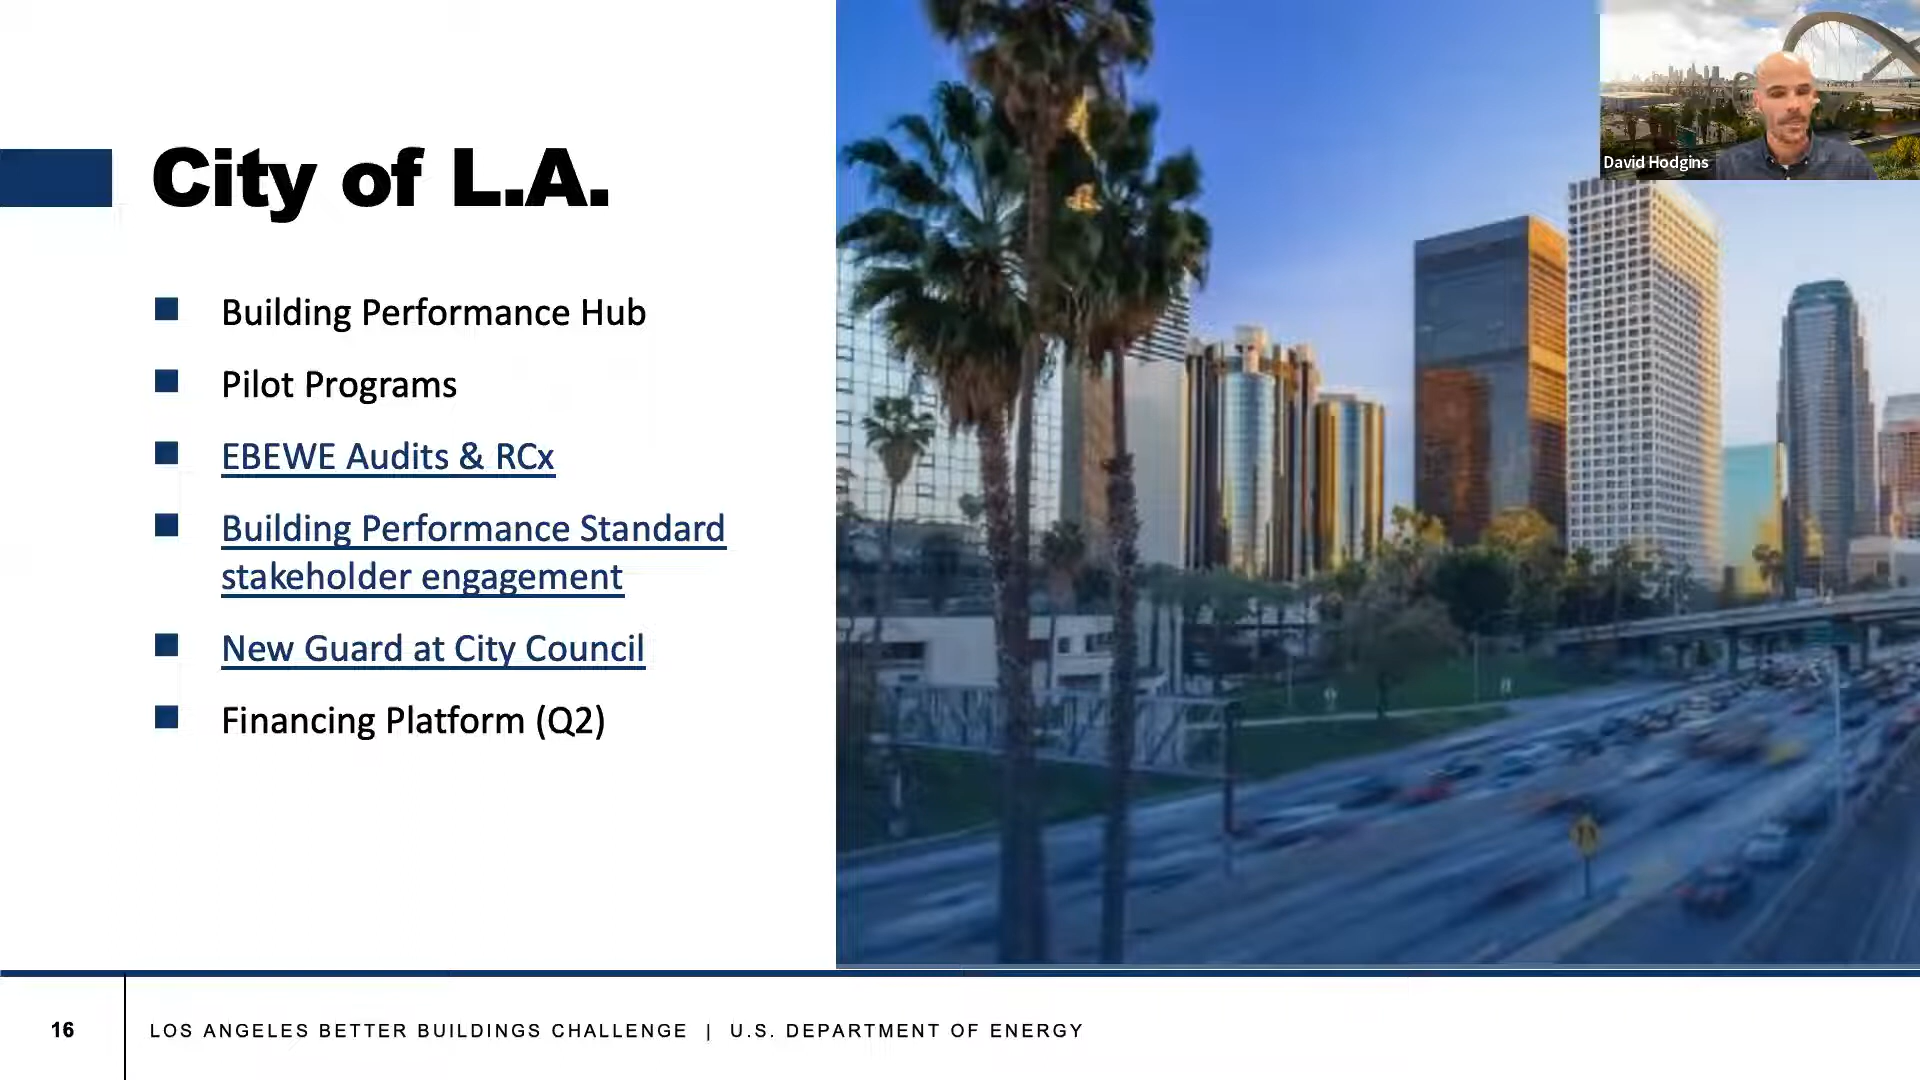 City of L.A.
Building Performance Hub
Pilot Programs
EBEWE Audits & RCx
Building Performance Standard
stakeholder engagement
New Guard at City Council
Financing Platform (Q2)
David Hodgins
16
LOS ANGELES BETTER BUILDINGS CHALLENGE | U.S. DEPARTMENT OF ENERGY